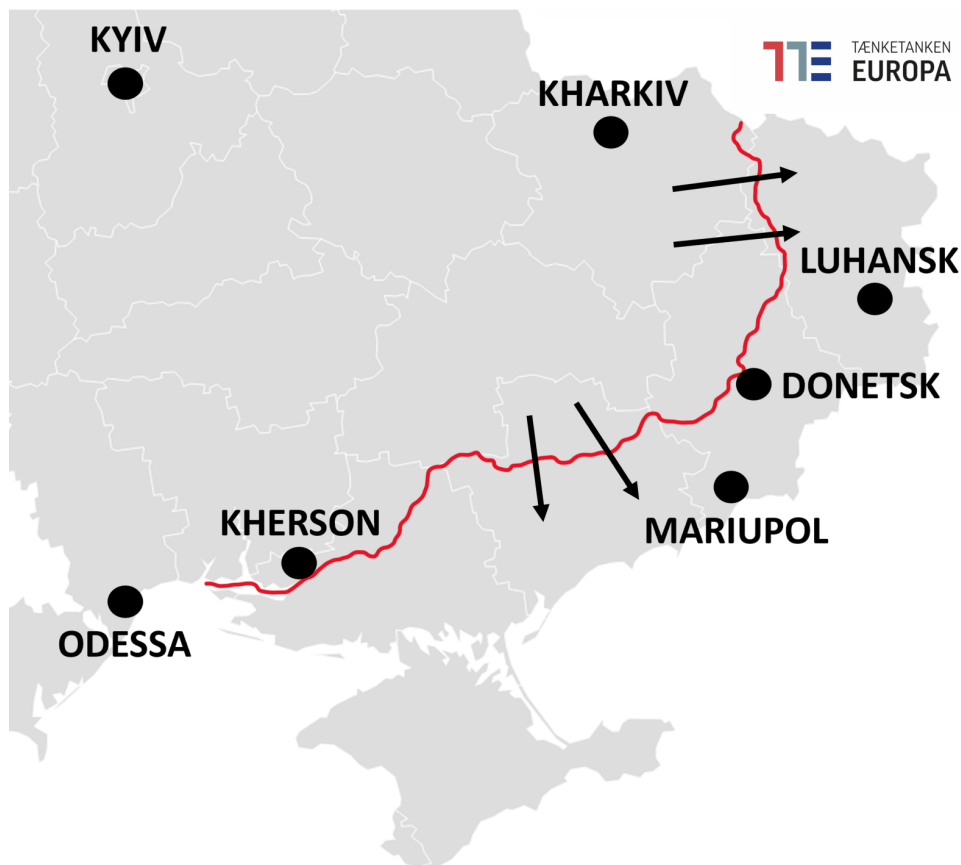 KYIV
TÆNKETANKEN
EUROPA
KHARKIV
LUHANSK
DONETSK
KHERSON
MARIUPOL
ODESSA